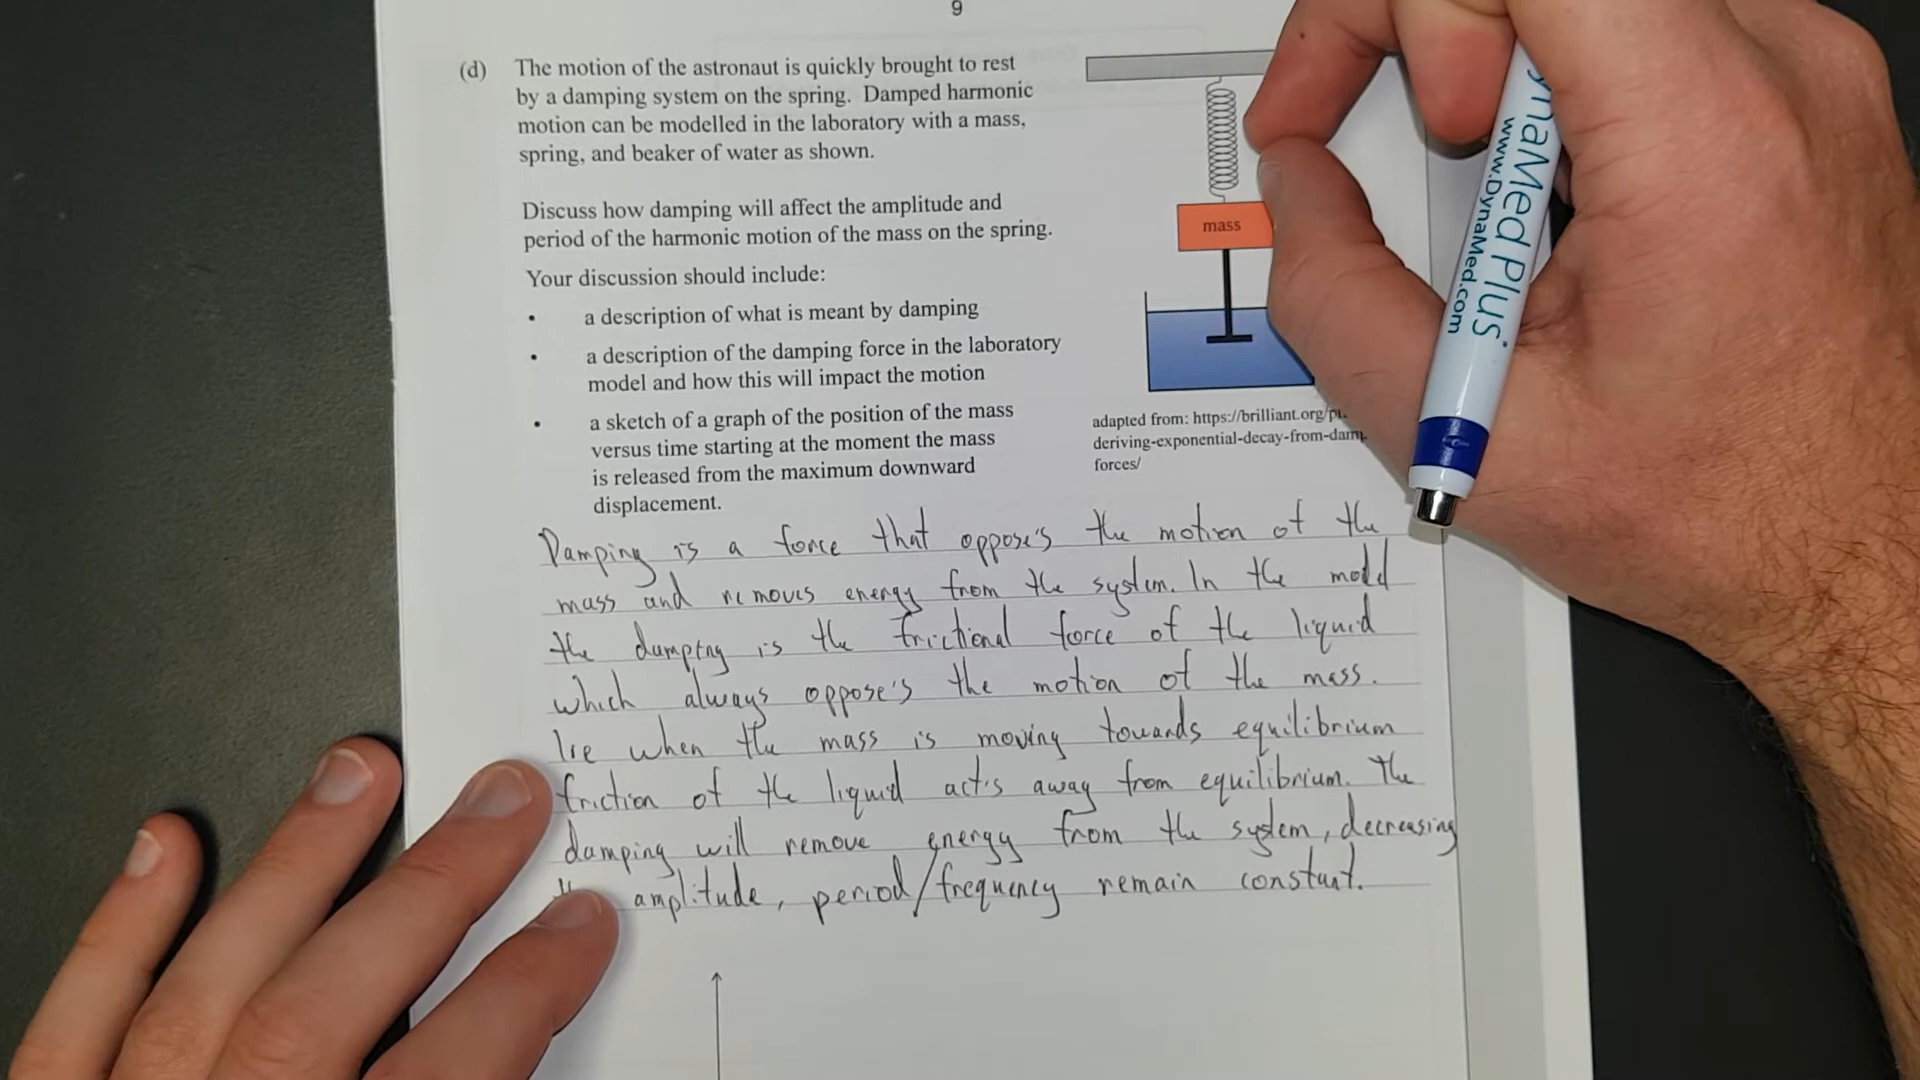 9
(d) The motion of the astronaut is quickly brought to rest
by a damping system on the spring. Damped harmonic
motion can be modelled in the laboratory with a mass,
spring, and beaker of water as shown.
Discuss how damping will affect the amplitude and
period of the harmonic motion of the mass on the spring.
Your discussion should include:
• a description of what is meant by damping
• a description of the damping force in the laboratory
model and how this will impact the motion
• a sketch of a graph of the position of the mass
versus time starting at the moment the mass
is released from the maximum downward
displacement.
mass
adapted from: https://brilliant.org/
deriving-exponential-decay-from-dam
forces/
Damping is a force that oppose's the motion of the
mass and removes energy from the system. In the model
the damping is the frictional force of the liquid
which always oppose's the motion of the mass.
Ire when the mass is moving towards equilibrium
friction of the liquid act's away from equilibrium. The
damping will remove energy from the system, decreasing
amplitude, period/frequency remain constant.
ynaMed Plus
www.DynaMed.com